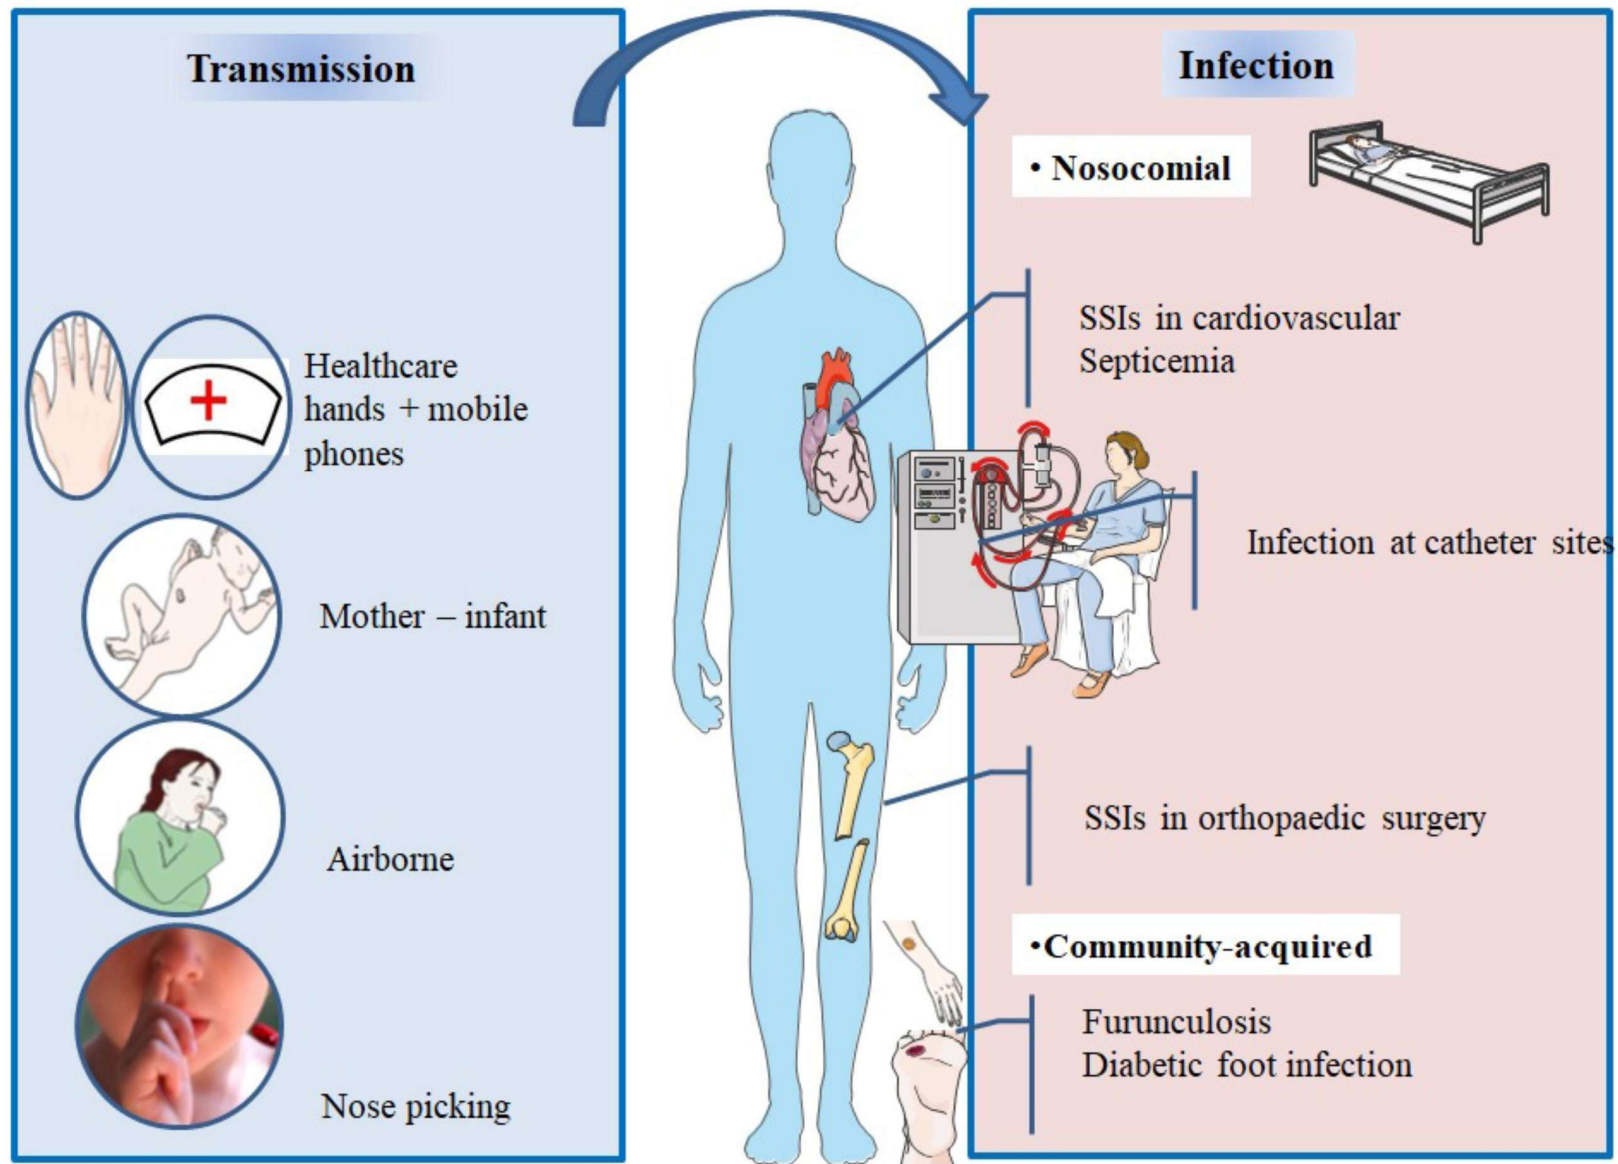 Transmission
Healthcare
hands + mobile
phones
Mother – infant
Airborne
Nose picking
Infection
• Nosocomial
SSIs in cardiovascular
Septicemia
Infection at catheter sites
SSIs in orthopaedic surgery
•Community-acquired
Furunculosis
Diabetic foot infection